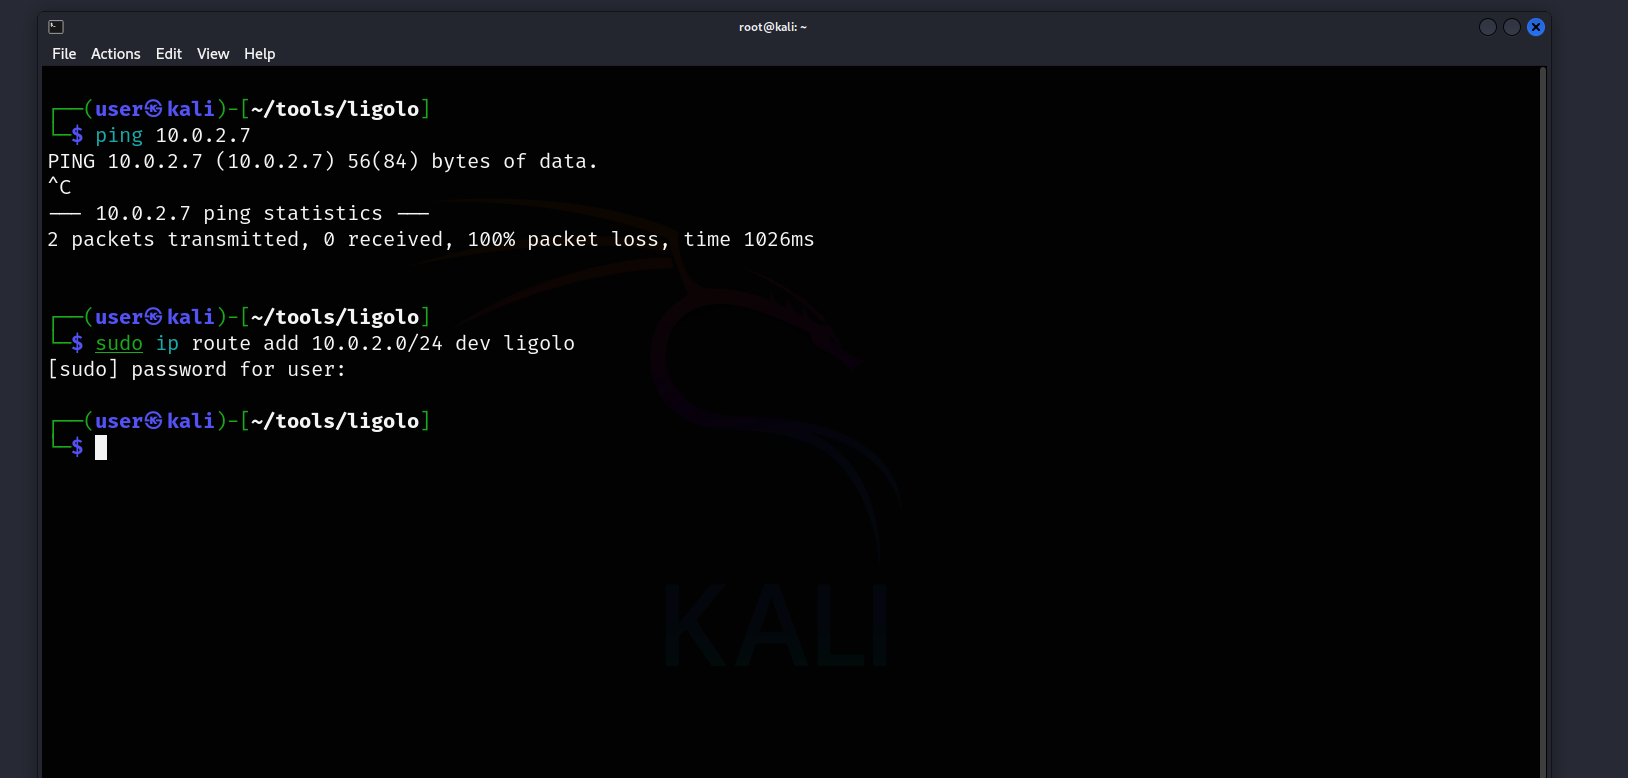 root@kali: ~
File Actions Edit View Help
┌──(user㉿kali)-[~/tools/ligolo]
└─$ ping 10.0.2.7
PING 10.0.2.7 (10.0.2.7) 56(84) bytes of data.
^C
--- 10.0.2.7 ping statistics ---
2 packets transmitted, 0 received, 100% packet loss, time 1026ms
┌──(user㉿kali)-[~/tools/ligolo]
└─$ sudo ip route add 10.0.2.0/24 dev ligolo
[sudo] password for user:
┌──(user㉿kali)-[~/tools/ligolo]
└─$
KALI